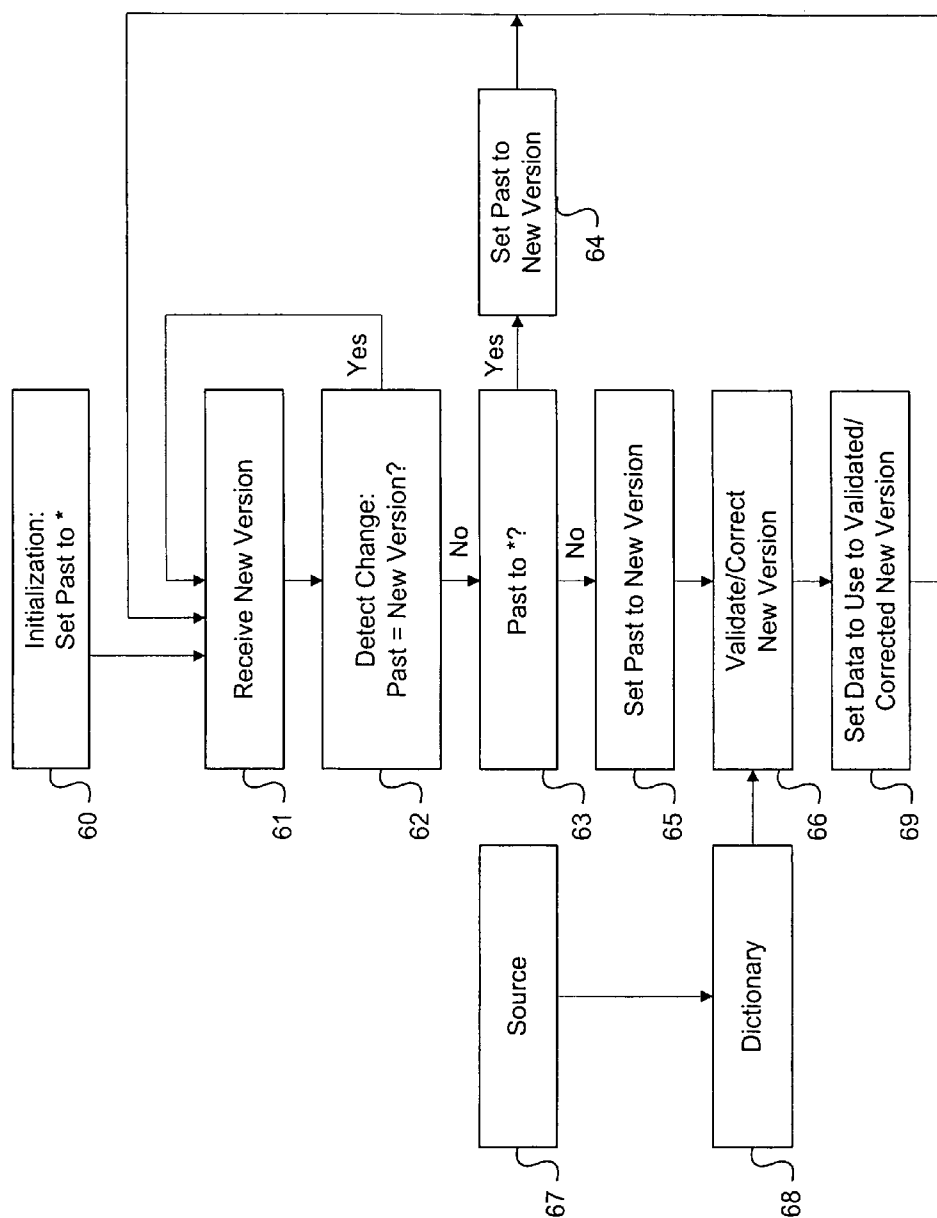 Initialization:
Set Past to *
60
Receive New Version
61
Detect Change:
Past = New Version?
Yes
62
No
Past to *?
Yes
63
Set Past to
New Version
64
No
Set Past to New Version
65
Validate/Correct
New Version
66
Set Data to Use to Validated/
Corrected New Version
69
Source
67
Dictionary
68